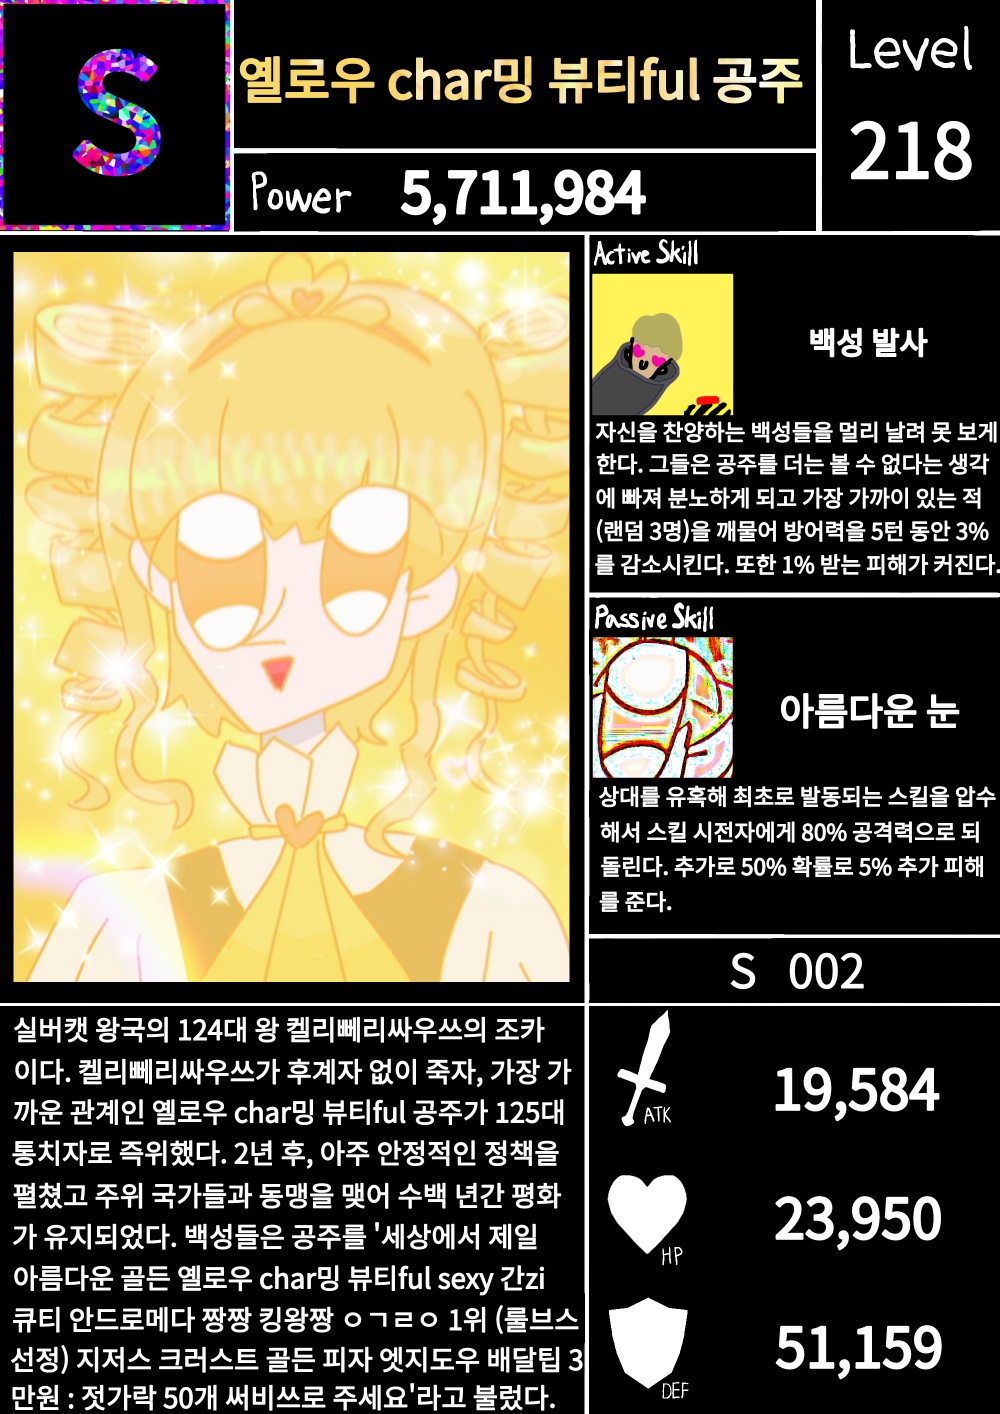 S
옐로우 char밍 뷰티ful 공주
Level
218
Power 5,711,984
Active Skill
백성 발사
자신을 찬양하는 백성들을 멀리 날려 못 보게
한다. 그들은 공주를 더는 볼 수 없다는 생각
에 빠져 분노하게 되고 가장 가까이 있는 적
(랜덤 3명)을 깨물어 방어력을 5턴 동안 3%
를 감소시킨다. 또한 1% 받는 피해가 커진다.
Passive Skill
아름다운 눈
상대를 유혹해 최초로 발동되는 스킬을 압수
해서 스킬 시전자에게 80% 공격력으로 되
돌린다. 추가로 50% 확률로 5% 추가 피해
를 준다.
S 002
실버캣 왕국의 124대 왕 켈리뻬리싸우쓰의 조카
이다. 켈리뻬리싸우쓰가 후계자 없이 죽자, 가장 가
까운 관계인 옐로우 char밍 뷰티ful 공주가 125대
통치자로 즉위했다. 2년 후, 아주 안정적인 정책을
펼쳤고 주위 국가들과 동맹을 맺어 수백 년간 평화
가 유지되었다. 백성들은 공주를 '세상에서 제일
아름다운 골든 옐로우 char밍 뷰티ful sexy 간zi
큐티 안드로메다 짱짱 킹왕짱 ㅇㄱㄹㅇ 1위 (룰브스
선정) 지저스 크러스트 골든 피자 엣지도우 배달팁 3
만원 : 젓가락 50개 써비쓰로 주세요'라고 불렀다.
ATK 19,584
HP 23,950
DEF 51,159